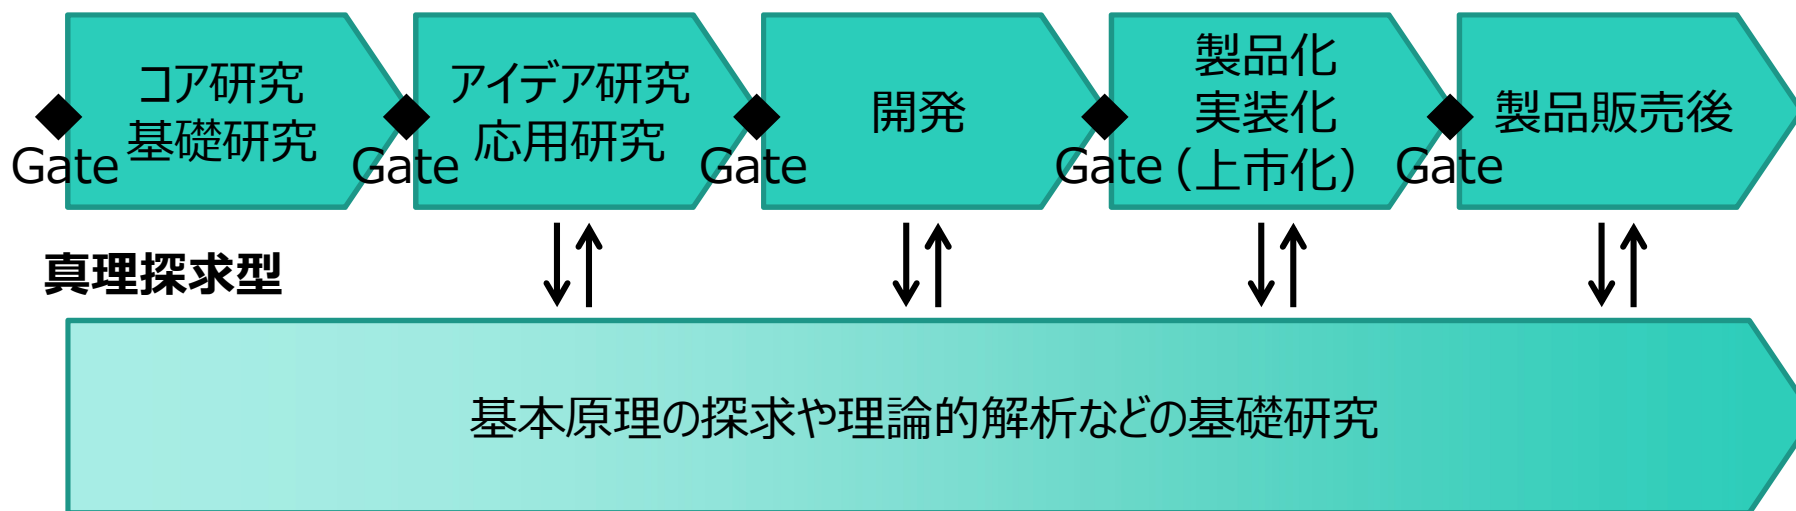 コア研究
基礎研究
Gate
アイデア研究
応用研究
Gate
開発
Gate
製品化
実装化
（上市化）
Gate
製品販売後
Gate
真理探求型
基本原理の探求や理論的解析などの基礎研究